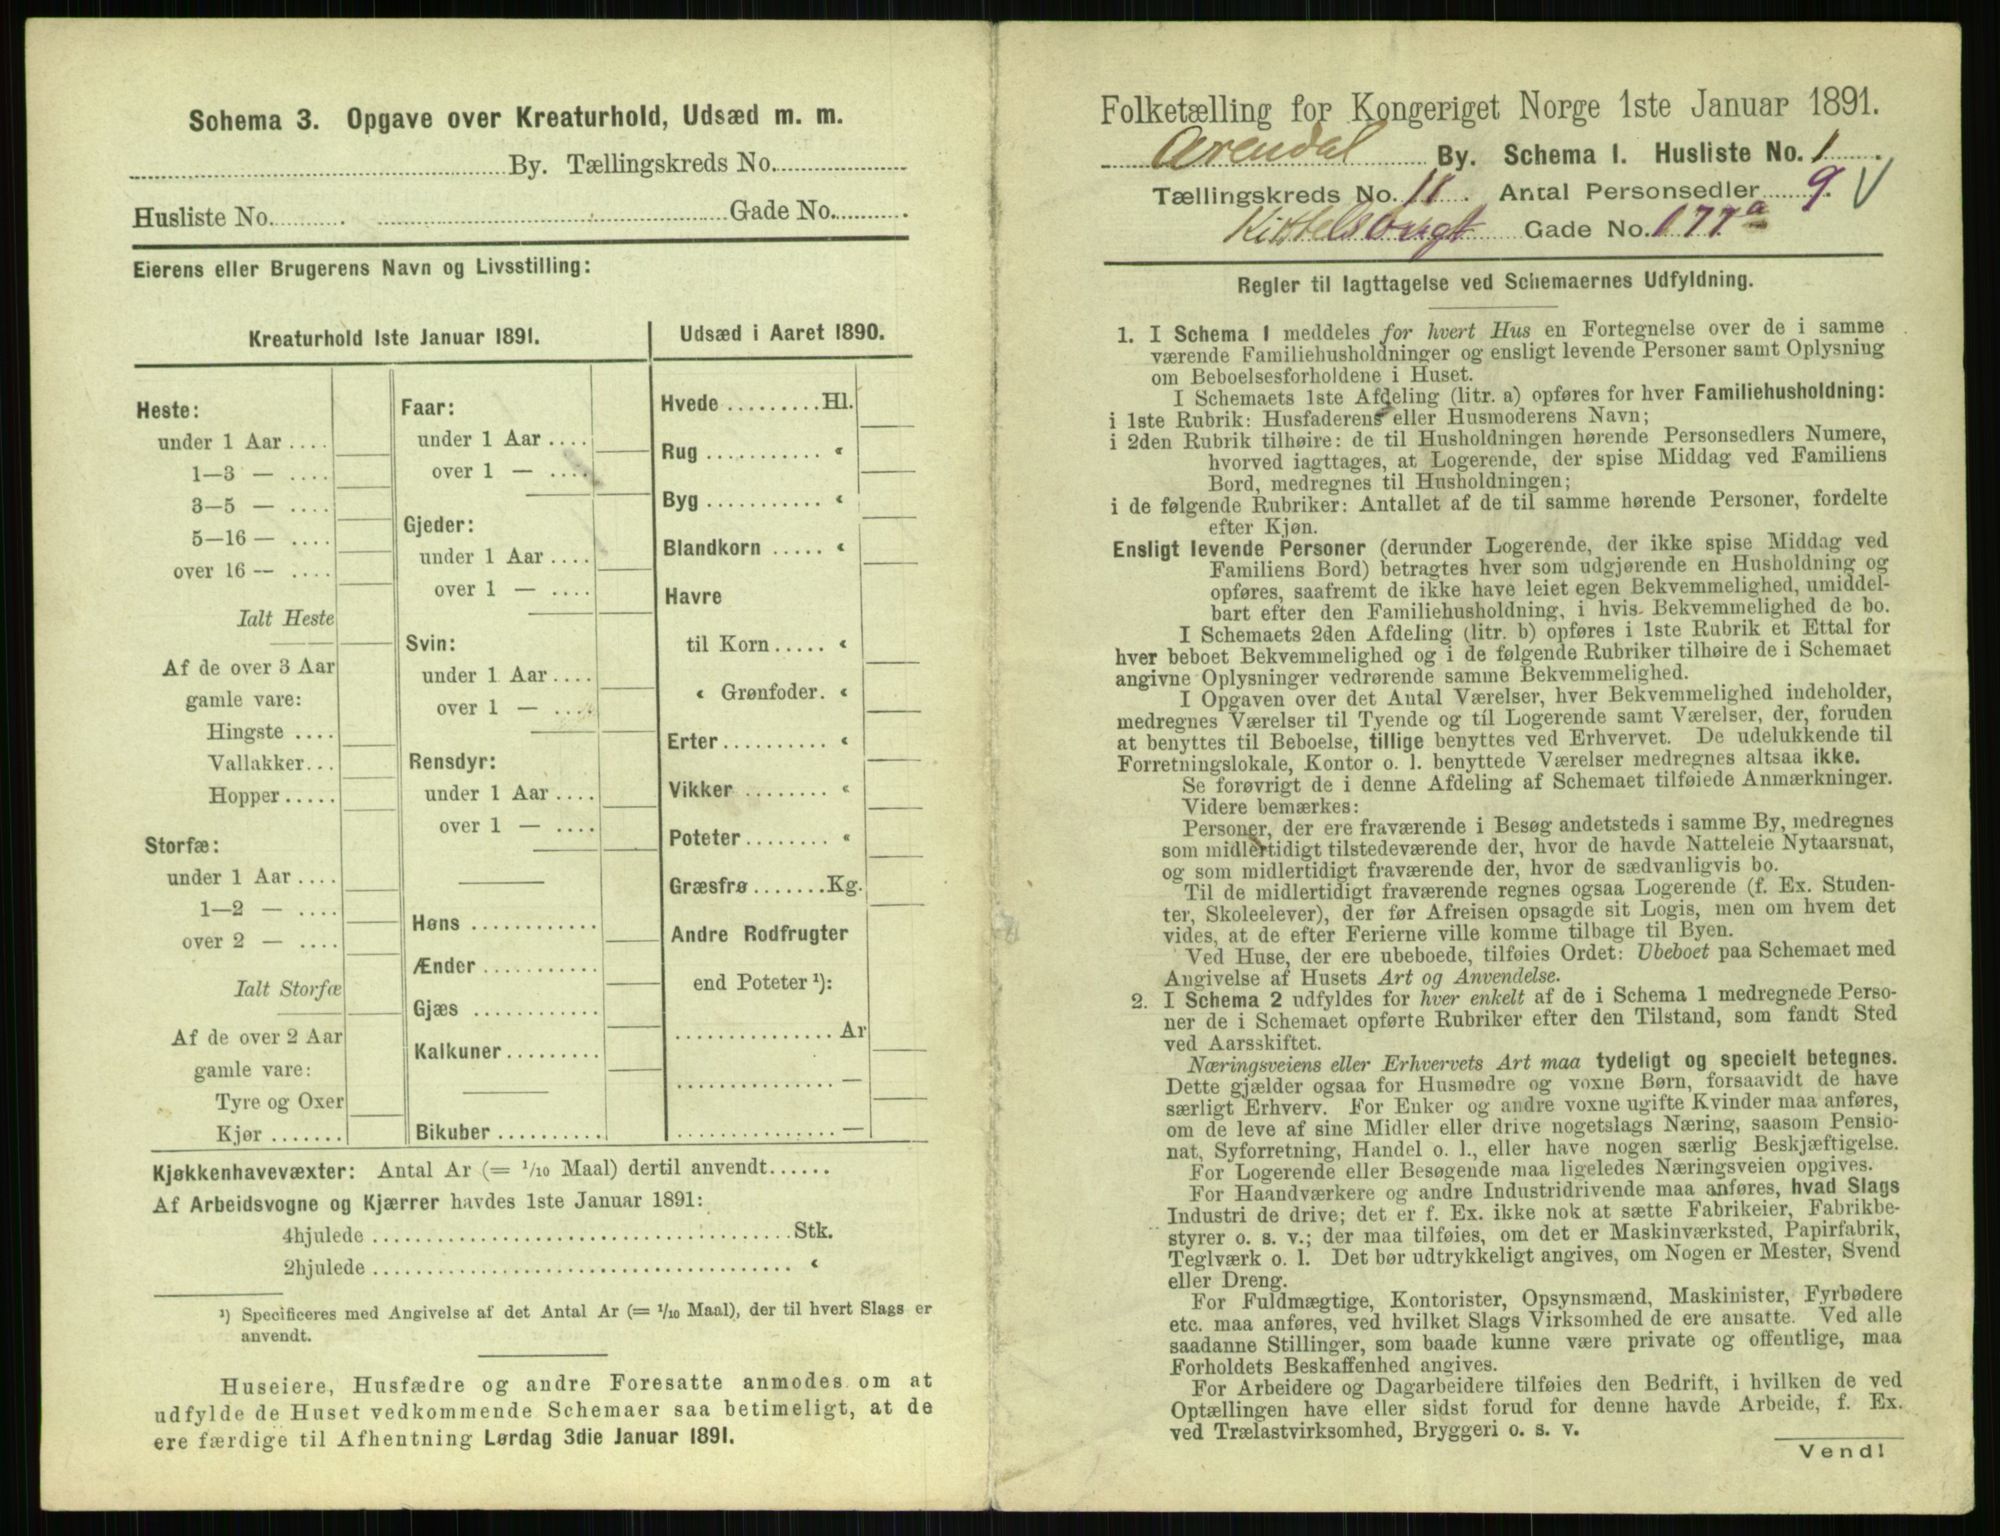 Schema 3. Opgave over Kreaturhold, Udsæd m. m.
By. Tællingskreds No.
Husliste No. Gade No.
Eierens eller Brugerens Navn og Livsstilling:
Kreaturhold 1ste Januar 1891.
Heste:
under 1 Aar ....
1—3 — ....
3—5 — ....
5—16 — ....
over 16 — ....
Ialt Heste
Af de over 3 Aar
gamle vare:
Hingste ....
Vallakker...
Hopper.....
Storfæ:
under 1 Aar ....
1—2 — ....
over 2 — ....
Ialt Storfæ
Af de over 2 Aar
gamle vare:
Tyre og Oxer
Kjør .......
Faar:
under 1 Aar ....
over 1 — ....
Gjeder:
under 1 Aar ....
over 1 — ....
Svin:
under 1 Aar ....
over 1 — ....
Rensdyr:
under 1 Aar ....
over 1 — ....
Høns ............
Ænder ...........
Gjæs ............
Kalkuner.........
Bikuber ..........
Udsæd i Aaret 1890.
Hvede .........Hl.
Rug ........... «
Byg ........... «
Blandkorn ..... «
Havre
til Korn ..... «
« Grønfoder. «
Erter.......... «
Vikker ........ «
Poteter........ «
Græsfrø .......Kg.
Andre Rodfrugter
end Poteter ¹):
............... Ar
............... —
............... —
Kjøkkenhavevæxter: Antal Ar (= 1/10 Maal) dertil anvendt......
Af Arbeidsvogne og Kjærrer havdes 1ste Januar 1891:
4hjulede ........................................Stk.
2hjulede ........................................ «
¹) Specificeres med Angivelse af det Antal Ar (= 1/10 Maal), der til hvert Slags er
anvendt.
Huseiere, Husfædre og andre Foresatte anmodes om at
udfylde de Huset vedkommende Schemaer saa betimeligt, at de
ere færdige til Afhentning Lørdag 3die Januar 1891.
Folketælling for Kongeriget Norge 1ste Januar 1891.
Arendal By. Schema 1. Husliste No. 1
Tællingskreds No. 11. Antal Personsedler 9. V
Kittelsbugt Gade No. 177a
Regler til Iagttagelse ved Schemaernes Udfyldning.
1. I Schema 1 meddeles for hvert Hus en Fortegnelse over de i samme
værende Familiehusholdninger og ensligt levende Personer samt Oplysning
om Beboelsesforholdene i Huset.
I Schemaets 1ste Afdeling (litr. a) opføres for hver Familiehusholdning:
i 1ste Rubrik: Husfaderens eller Husmoderens Navn;
i 2den Rubrik tilhøire: de til Husholdningen hørende Personsedlers Numere,
hvorved iagttages, at Logerende, der spise Middag ved Familiens
Bord, medregnes til Husholdningen;
i de følgende Rubriker: Antallet af de til samme hørende Personer, fordelte
efter Kjøn.
Ensligt levende Personer (derunder Logerende, der ikke spise Middag ved
Familiens Bord) betragtes hver som udgjørende en Husholdning og
opføres, saafremt de ikke have leiet egen Bekvemmelighed, umiddel-
bart efter den Familiehusholdning, i hvis Bekvemmelighed de bo.
I Schemaets 2den Afdeling (litr. b) opføres i 1ste Rubrik et Ettal for
hver beboet Bekvemmelighed og i de følgende Rubriker tilhøire de i Schemaet
angivne Oplysninger vedrørende samme Bekvemmelighed.
I Opgaven over det Antal Værelser, hver Bekvemmelighed indeholder,
medregnes Værelser til Tyende og til Logerende samt Værelser, der, foruden
at benyttes til Beboelse, tillige benyttes ved Erhvervet. De udelukkende til
Forretningslokale, Kontor o. l. benyttede Værelser medregnes altsaa ikke.
Se forøvrigt de i denne Afdeling af Schemaet tilføiede Anmærkninger.
Videre bemærkes:
Personer, der ere fraværende i Besøg andetsteds i samme By, medregnes
som midlertidigt tilstedeværende der, hvor de havde Natteleie Nytaarsnat,
og som midlertidigt fraværende der, hvor de sædvanligvis bo.
Til de midlertidigt fraværende regnes ogsaa Logerende (f. Ex. Studen-
ter, Skoleelever), der før Afreisen opsagde sit Logis, men om hvem det
vides, at de efter Ferierne ville komme tilbage til Byen.
Ved Huse, der ere ubeboede, tilføies Ordet: Ubeboet paa Schemaet med
Angivelse af Husets Art og Anvendelse.
2. I Schema 2 udfyldes for hver enkelt af de i Schema 1 medregnede Perso-
ner de i Schemaet opførte Rubriker efter den Tilstand, som fandt Sted
ved Aarsskiftet.
Næringsveiens eller Erhvervets Art maa tydeligt og specielt betegnes.
Dette gjælder ogsaa for Husmødre og voxne Børn, forsaavidt de have
særligt Erhverv. For Enker og andre voxne ugifte Kvinder maa anføres,
om de leve af sine Midler eller drive nogetslags Næring, saasom Pensio-
nat, Syforretning, Handel o. l., eller have nogen særlig Beskjæftigelse.
For Logerende eller Besøgende maa ligeledes Næringsveien opgives.
For Haandværkere og andre Industridrivende maa anføres, hvad Slags
Industri de drive; det er f. Ex. ikke nok at sætte Fabrikeier, Fabrikbe-
styrer o. s. v.; der maa tilføies, om det er Maskinværksted, Papirfabrik,
Teglværk o. l. Det bør udtrykkeligt angives, om Nogen er Mester, Svend
eller Dreng.
For Fuldmægtige, Kontorister, Opsynsmænd, Maskinister, Fyrbødere
etc. maa anføres, ved hvilket Slags Virksomhed de ere ansatte. Ved alle
saadanne Stillinger, som baade kunne være private og offentlige, maa
Forholdets Beskaffenhed angives.
For Arbeidere og Dagarbeidere tilføies den Bedrift, i hvilken de ved
Optællingen have eller sidst forud for denne havde Arbeide, f. Ex.
ved Trælastvirksomhed, Bryggeri o. s. v.
Vend!